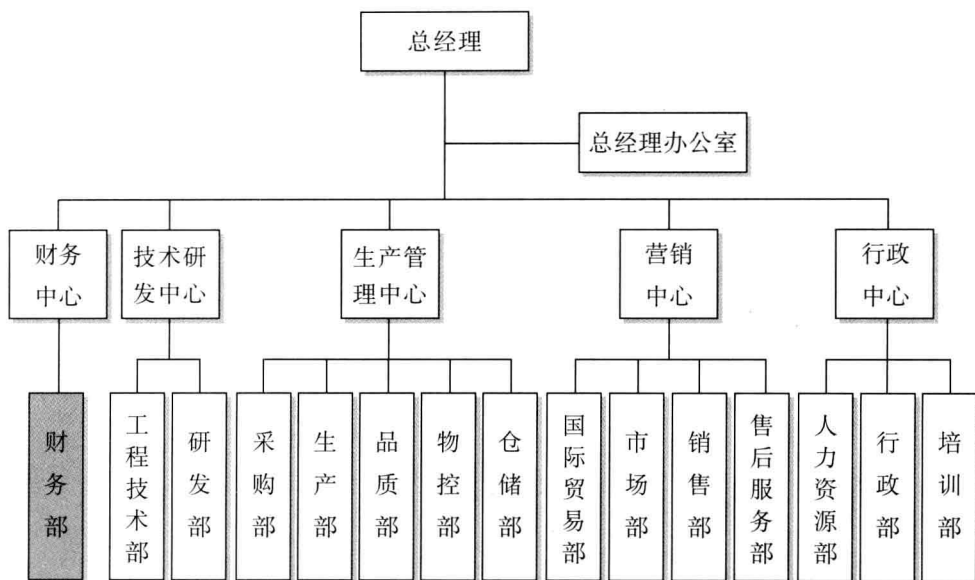 总经理
总经理办公室
财务
中心
技术研
发中心
生产管
理中心
营销
中心
行政
中心
财务部
工程技术部
研发部
采购部
生产部
品质部
物控部
仓储部
国际贸易部
市场部
销售部
售后服务部
人力资源部
行政部
培训部